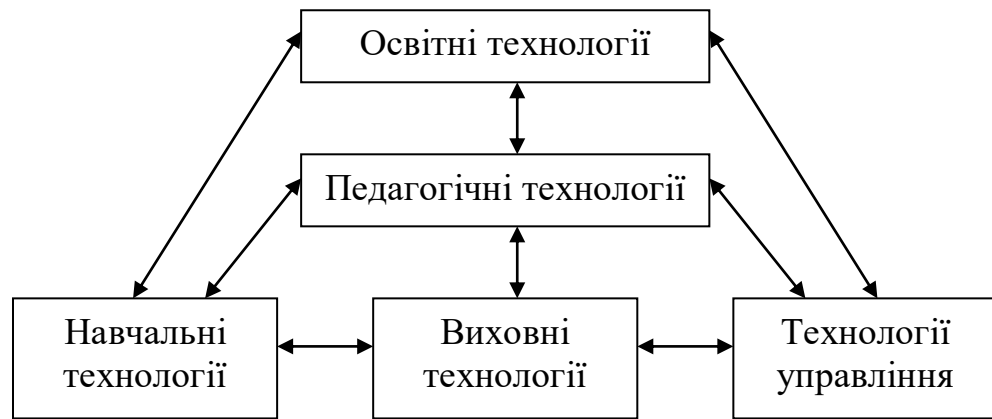 Освітні технології
Педагогічні технології
Навчальні
технології
Виховні
технології
Технології
управління